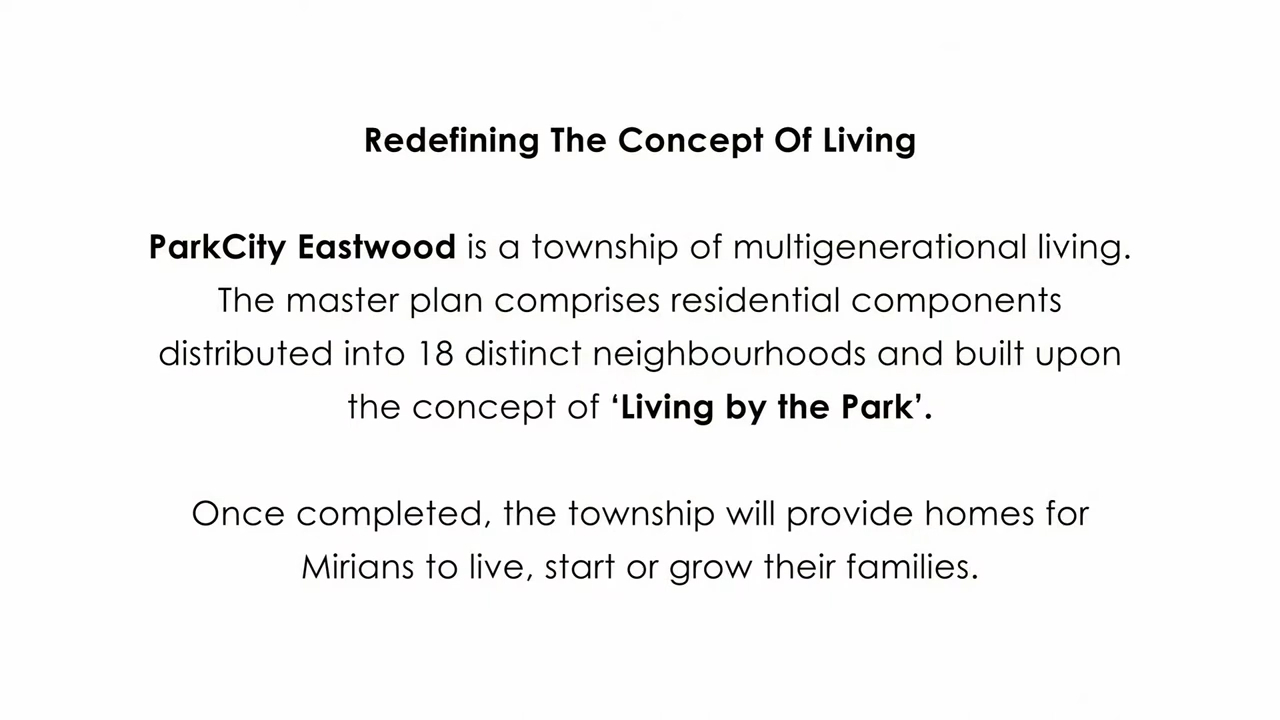 Redefining The Concept Of Living
ParkCity Eastwood is a township of multigenerational living.
The master plan comprises residential components
distributed into 18 distinct neighbourhoods and built upon
the concept of ‘Living by the Park’.
Once completed, the township will provide homes for
Mirians to live, start or grow their families.